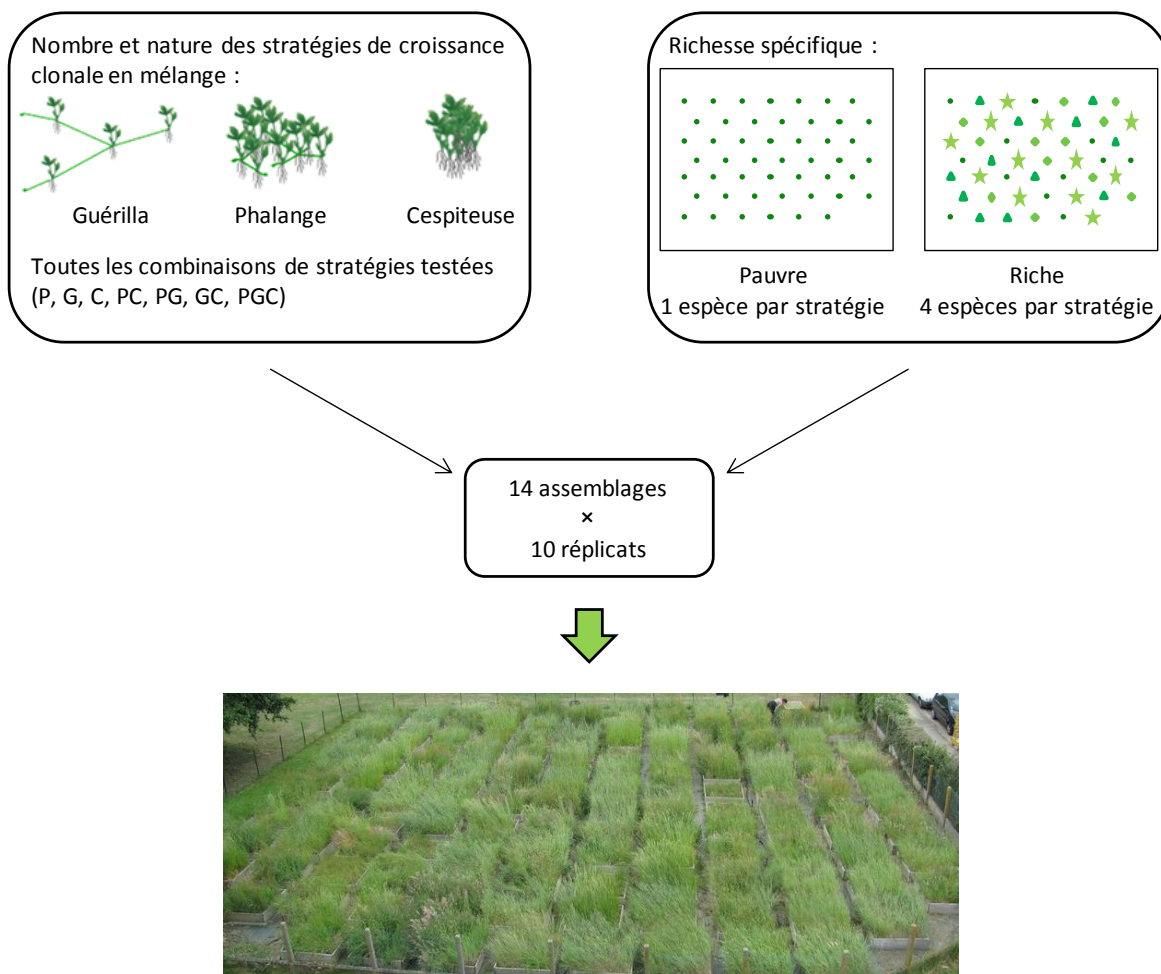 Nombre et nature des stratégies de croissance
clonale en mélange :
Guérilla
Phalange
Cespiteuse
Toutes les combinaisons de stratégies testées
(P, G, C, PC, PG, GC, PGC)
Richesse spécifique :
Pauvre
1 espèce par stratégie
Riche
4 espèces par stratégie
14 assemblages
×
10 réplicats